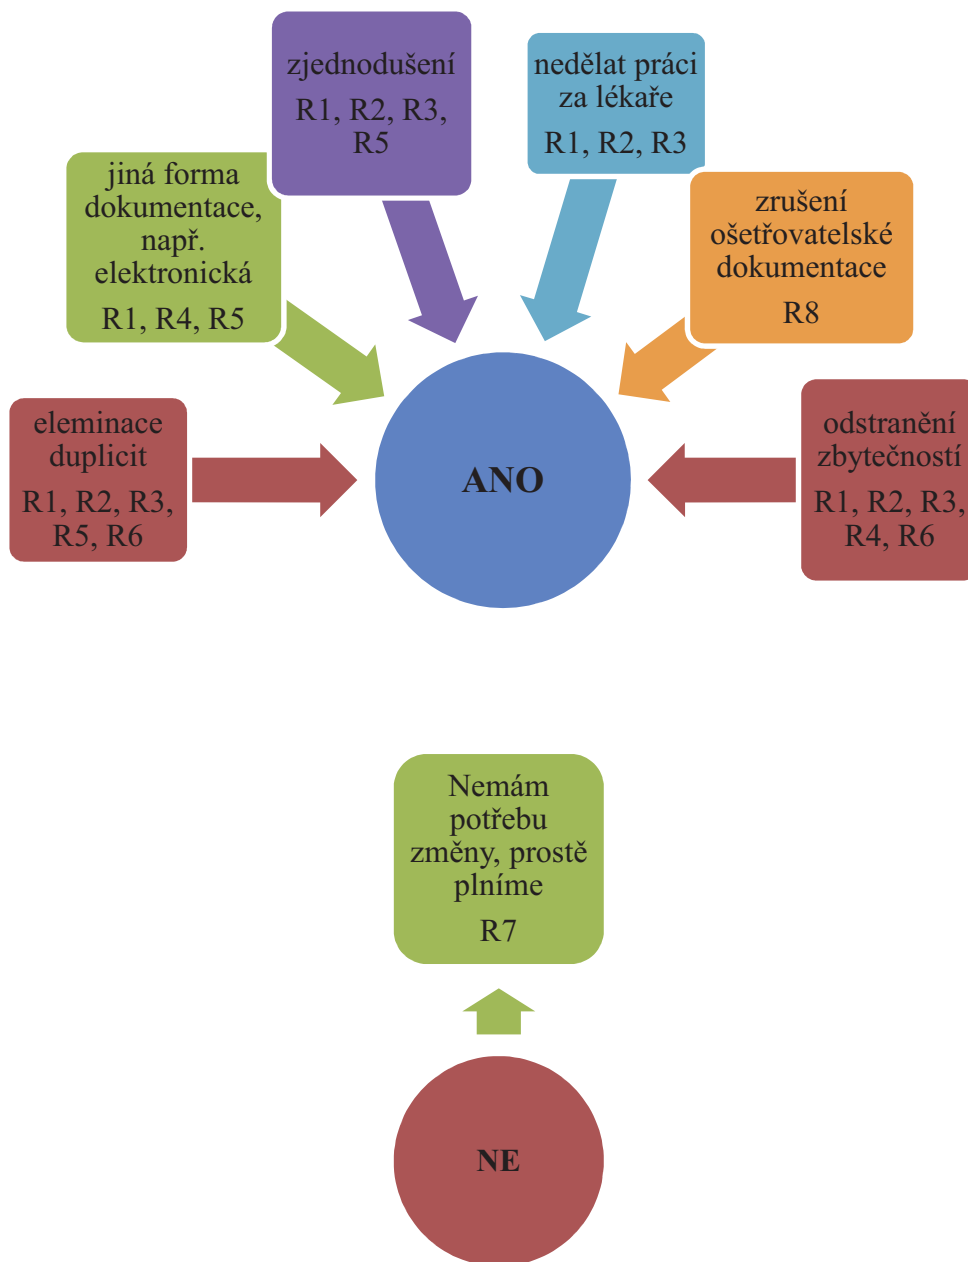 zjednodušení
R1, R2, R3,
R5
nedělat práci
za lékaře
R1, R2, R3
jiná forma
dokumentace,
např.
elektronická
R1, R4, R5
zrušení
ošetřovatelské
dokumentace
R8
eleminace
duplicit
R1, R2, R3,
R5, R6
ANO
odstranění
zbytečností
R1, R2, R3,
R4, R6
Nemám
potřebu
změny, prostě
plníme
R7
NE